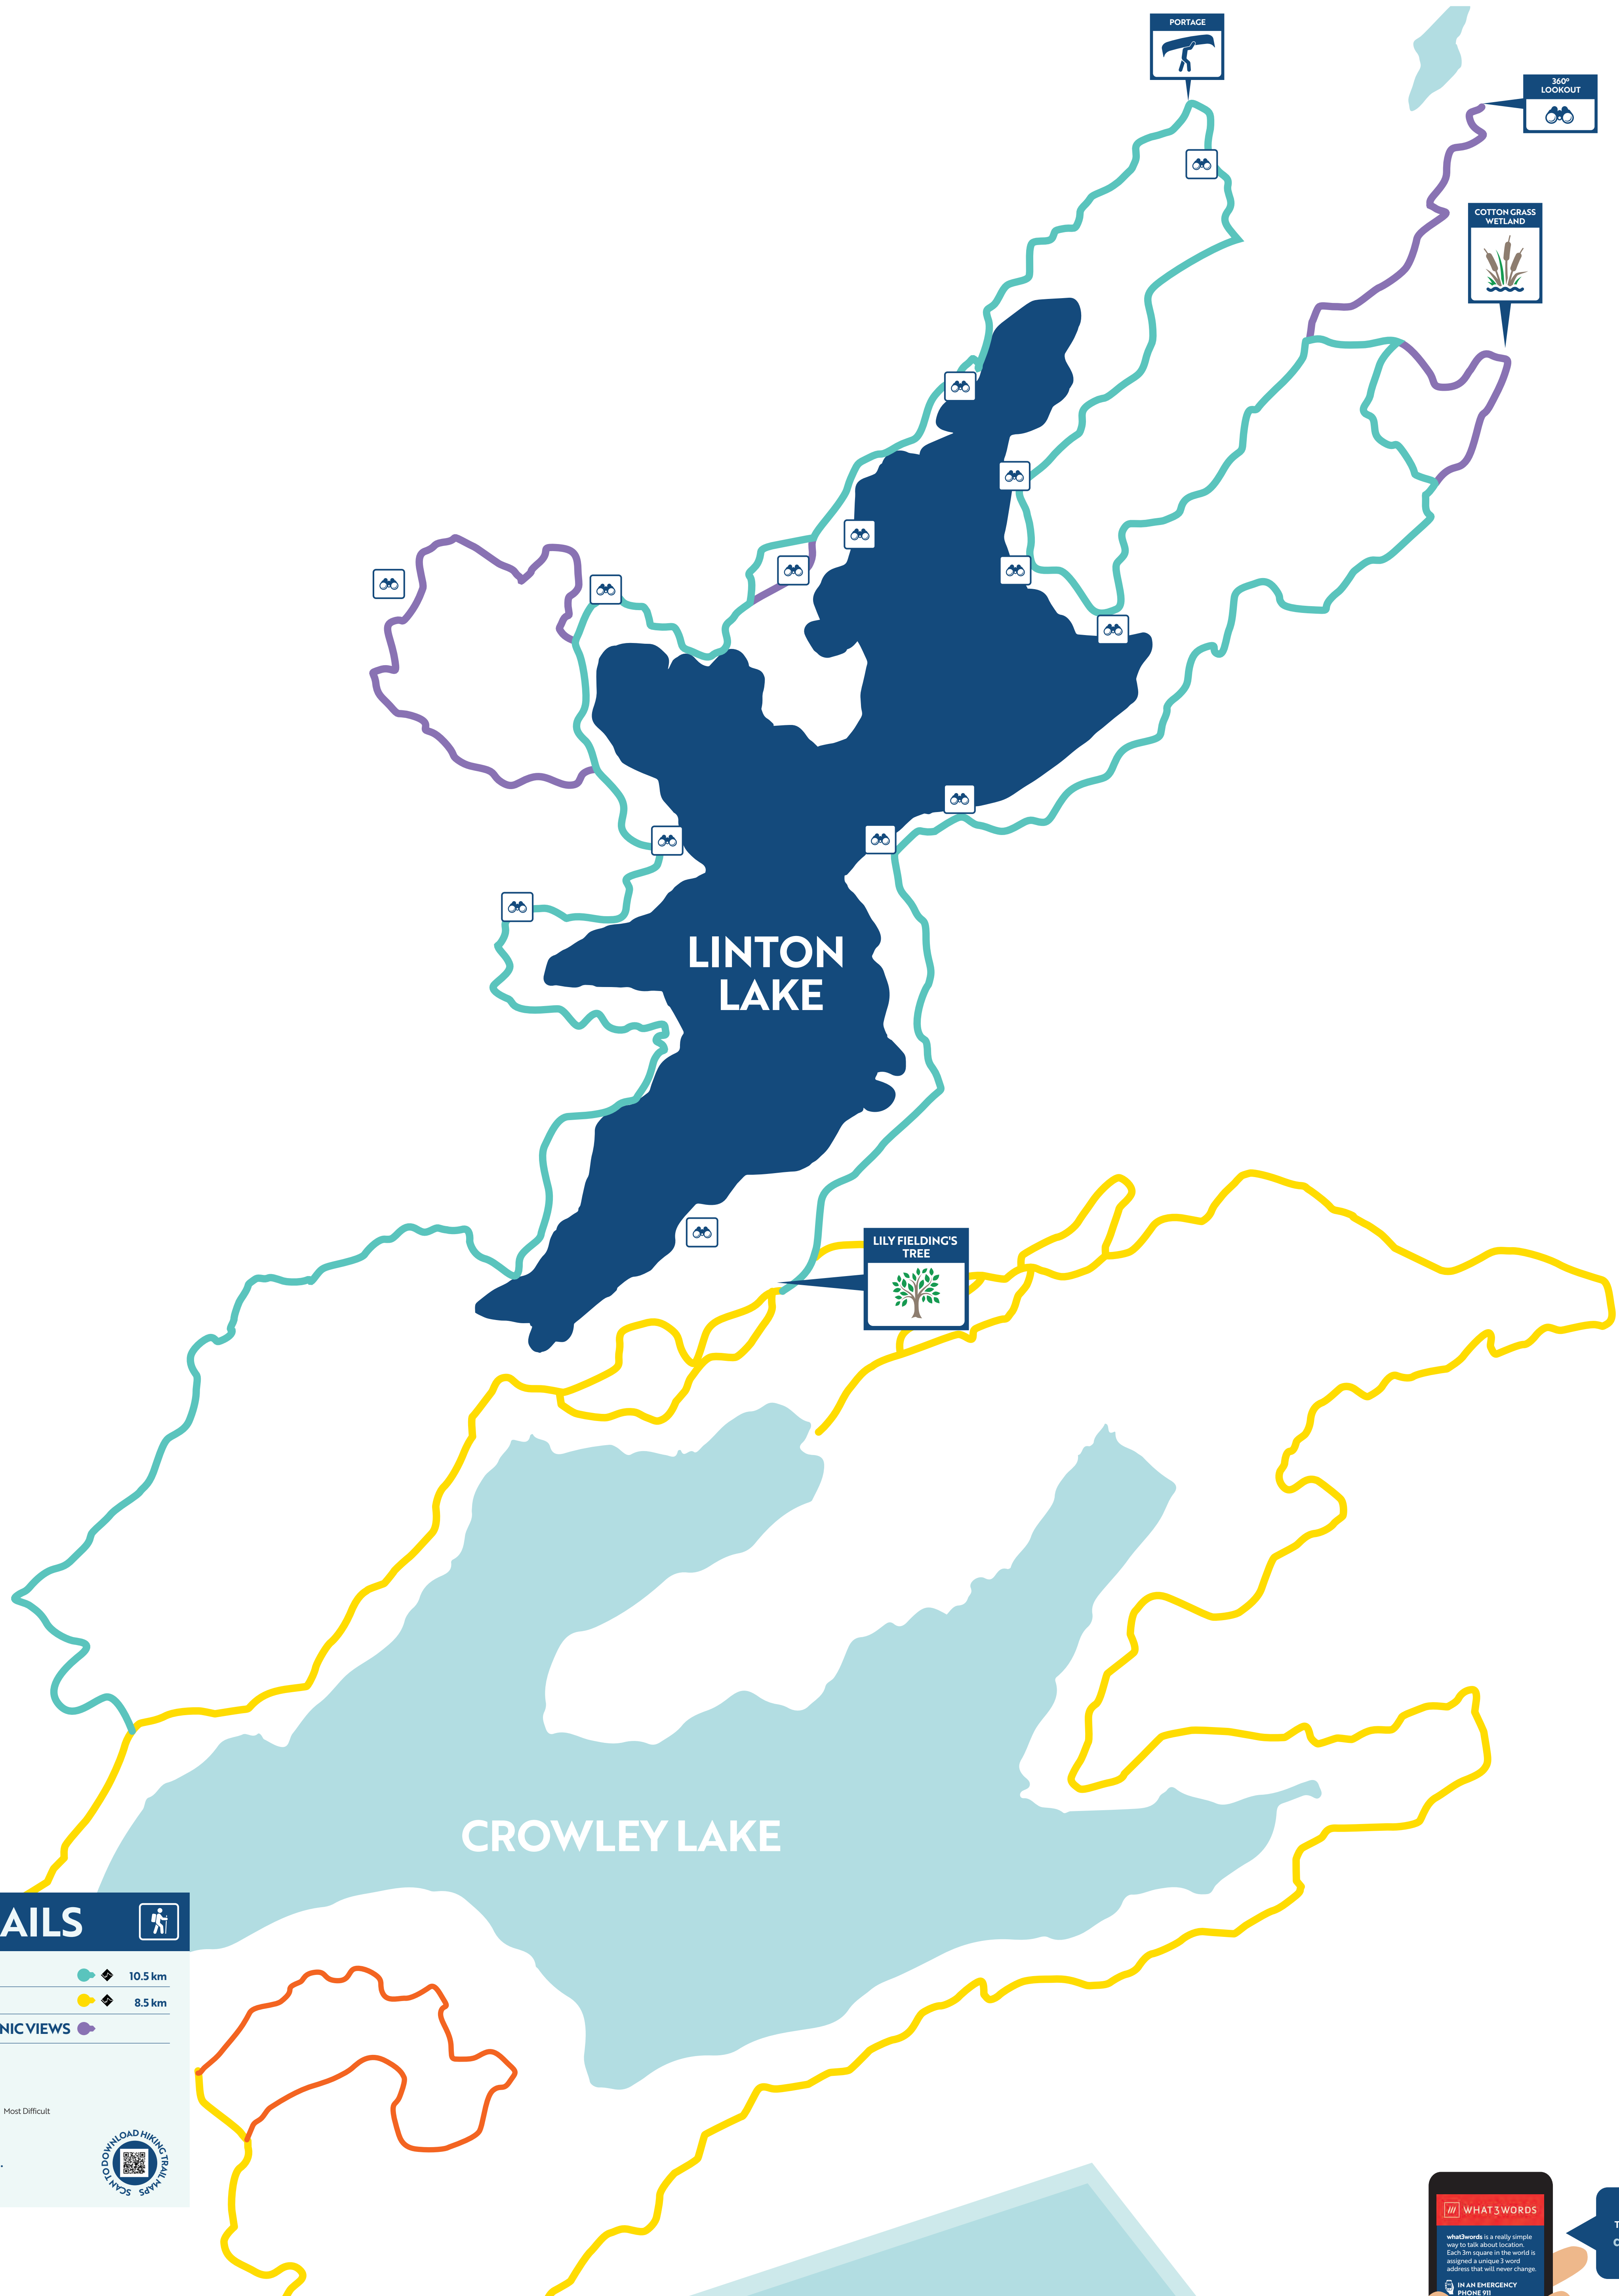 PORTAGE
360°
LOOKOUT
COTTON GRASS
WETLAND
LINTON
LAKE
LILY FIELDING'S
TREE
CROWLEY LAKE
AILS
10.5 km
8.5 km
NIC VIEWS
Most Difficult
.
SCAN TO DOWNLOAD HIKING TRAIL MAPS
WHAT3WORDS
what3words is a really simple
way to talk about location.
Each 3m square in the world is
assigned a unique 3 word
address that will never change.
IN AN EMERGENCY
PHONE 911
T